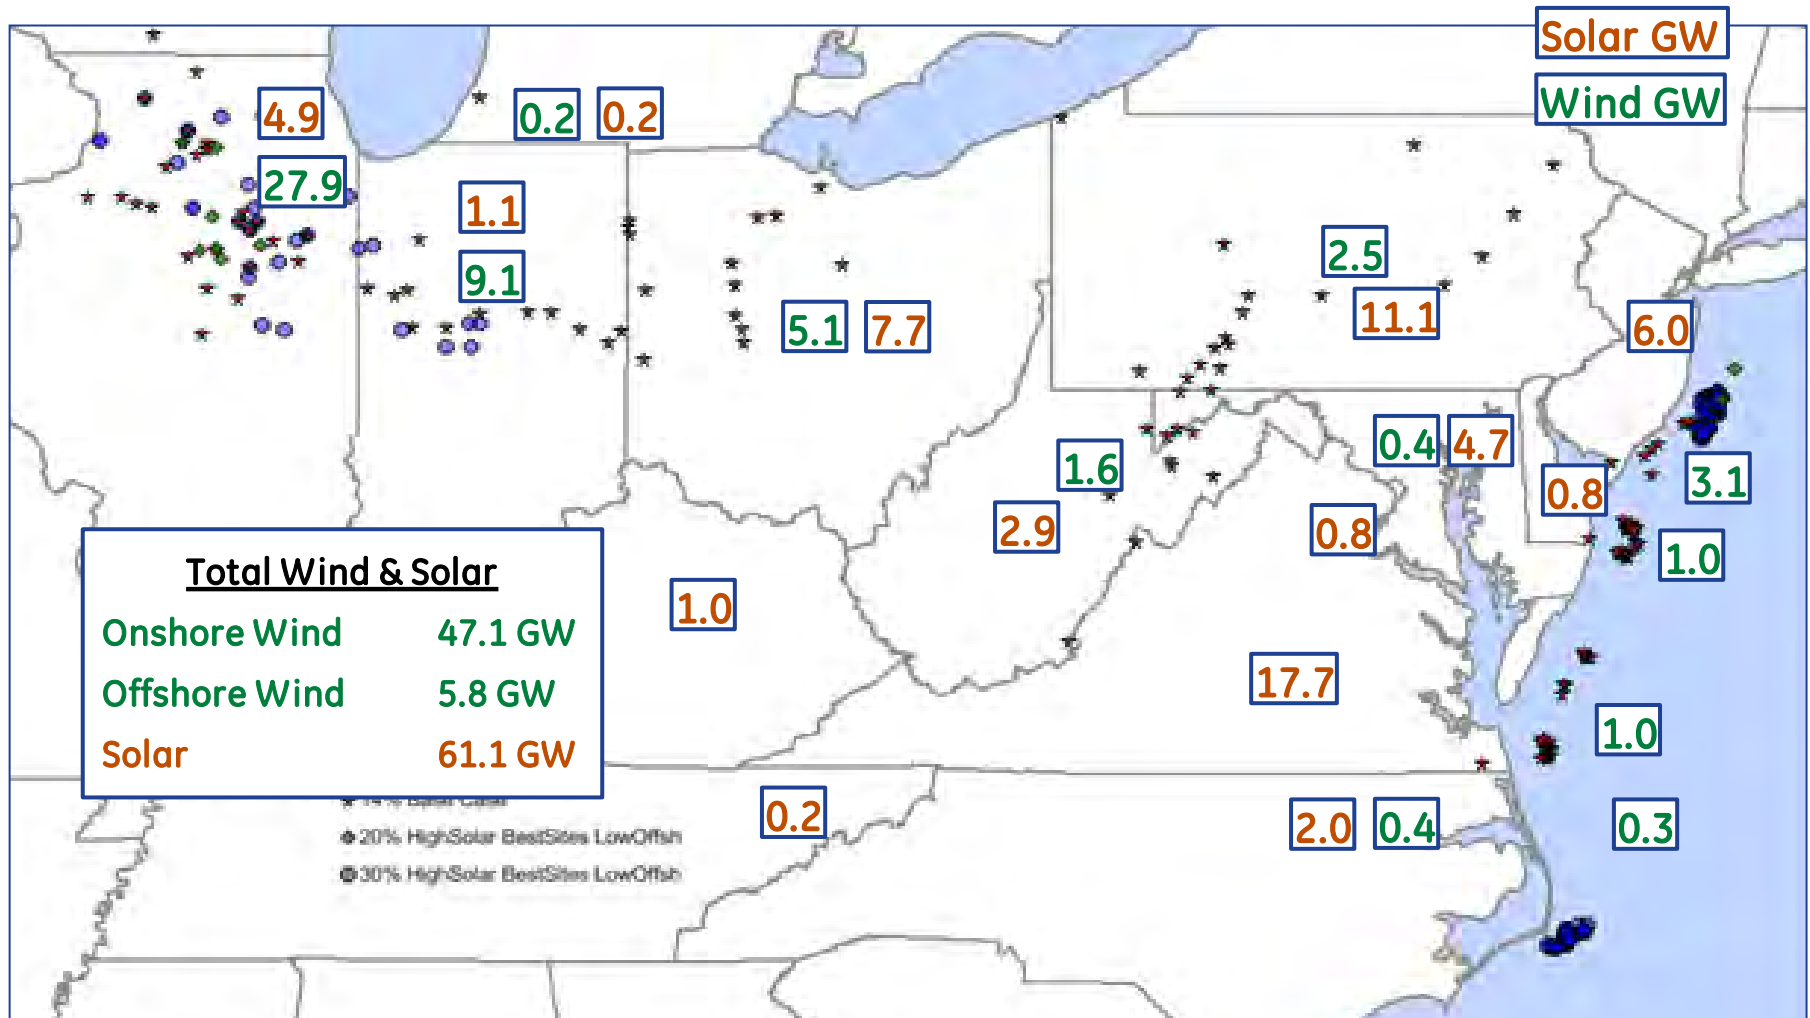 Solar GW
Wind GW
4.9
0.2 0.2
27.9
1.1
9.1
2.5
5.1 7.7
11.1
6.0
0.4 4.7
1.6
0.8
3.1
2.9
0.8
1.0
1.0
17.7
1.0
0.2
2.0 0.4
0.3
Total Wind & Solar
Onshore Wind 47.1 GW
Offshore Wind 5.8 GW
Solar 61.1 GW
20% HighSolar BestSites LowOffsh
30% HighSolar BestSites LowOffsh